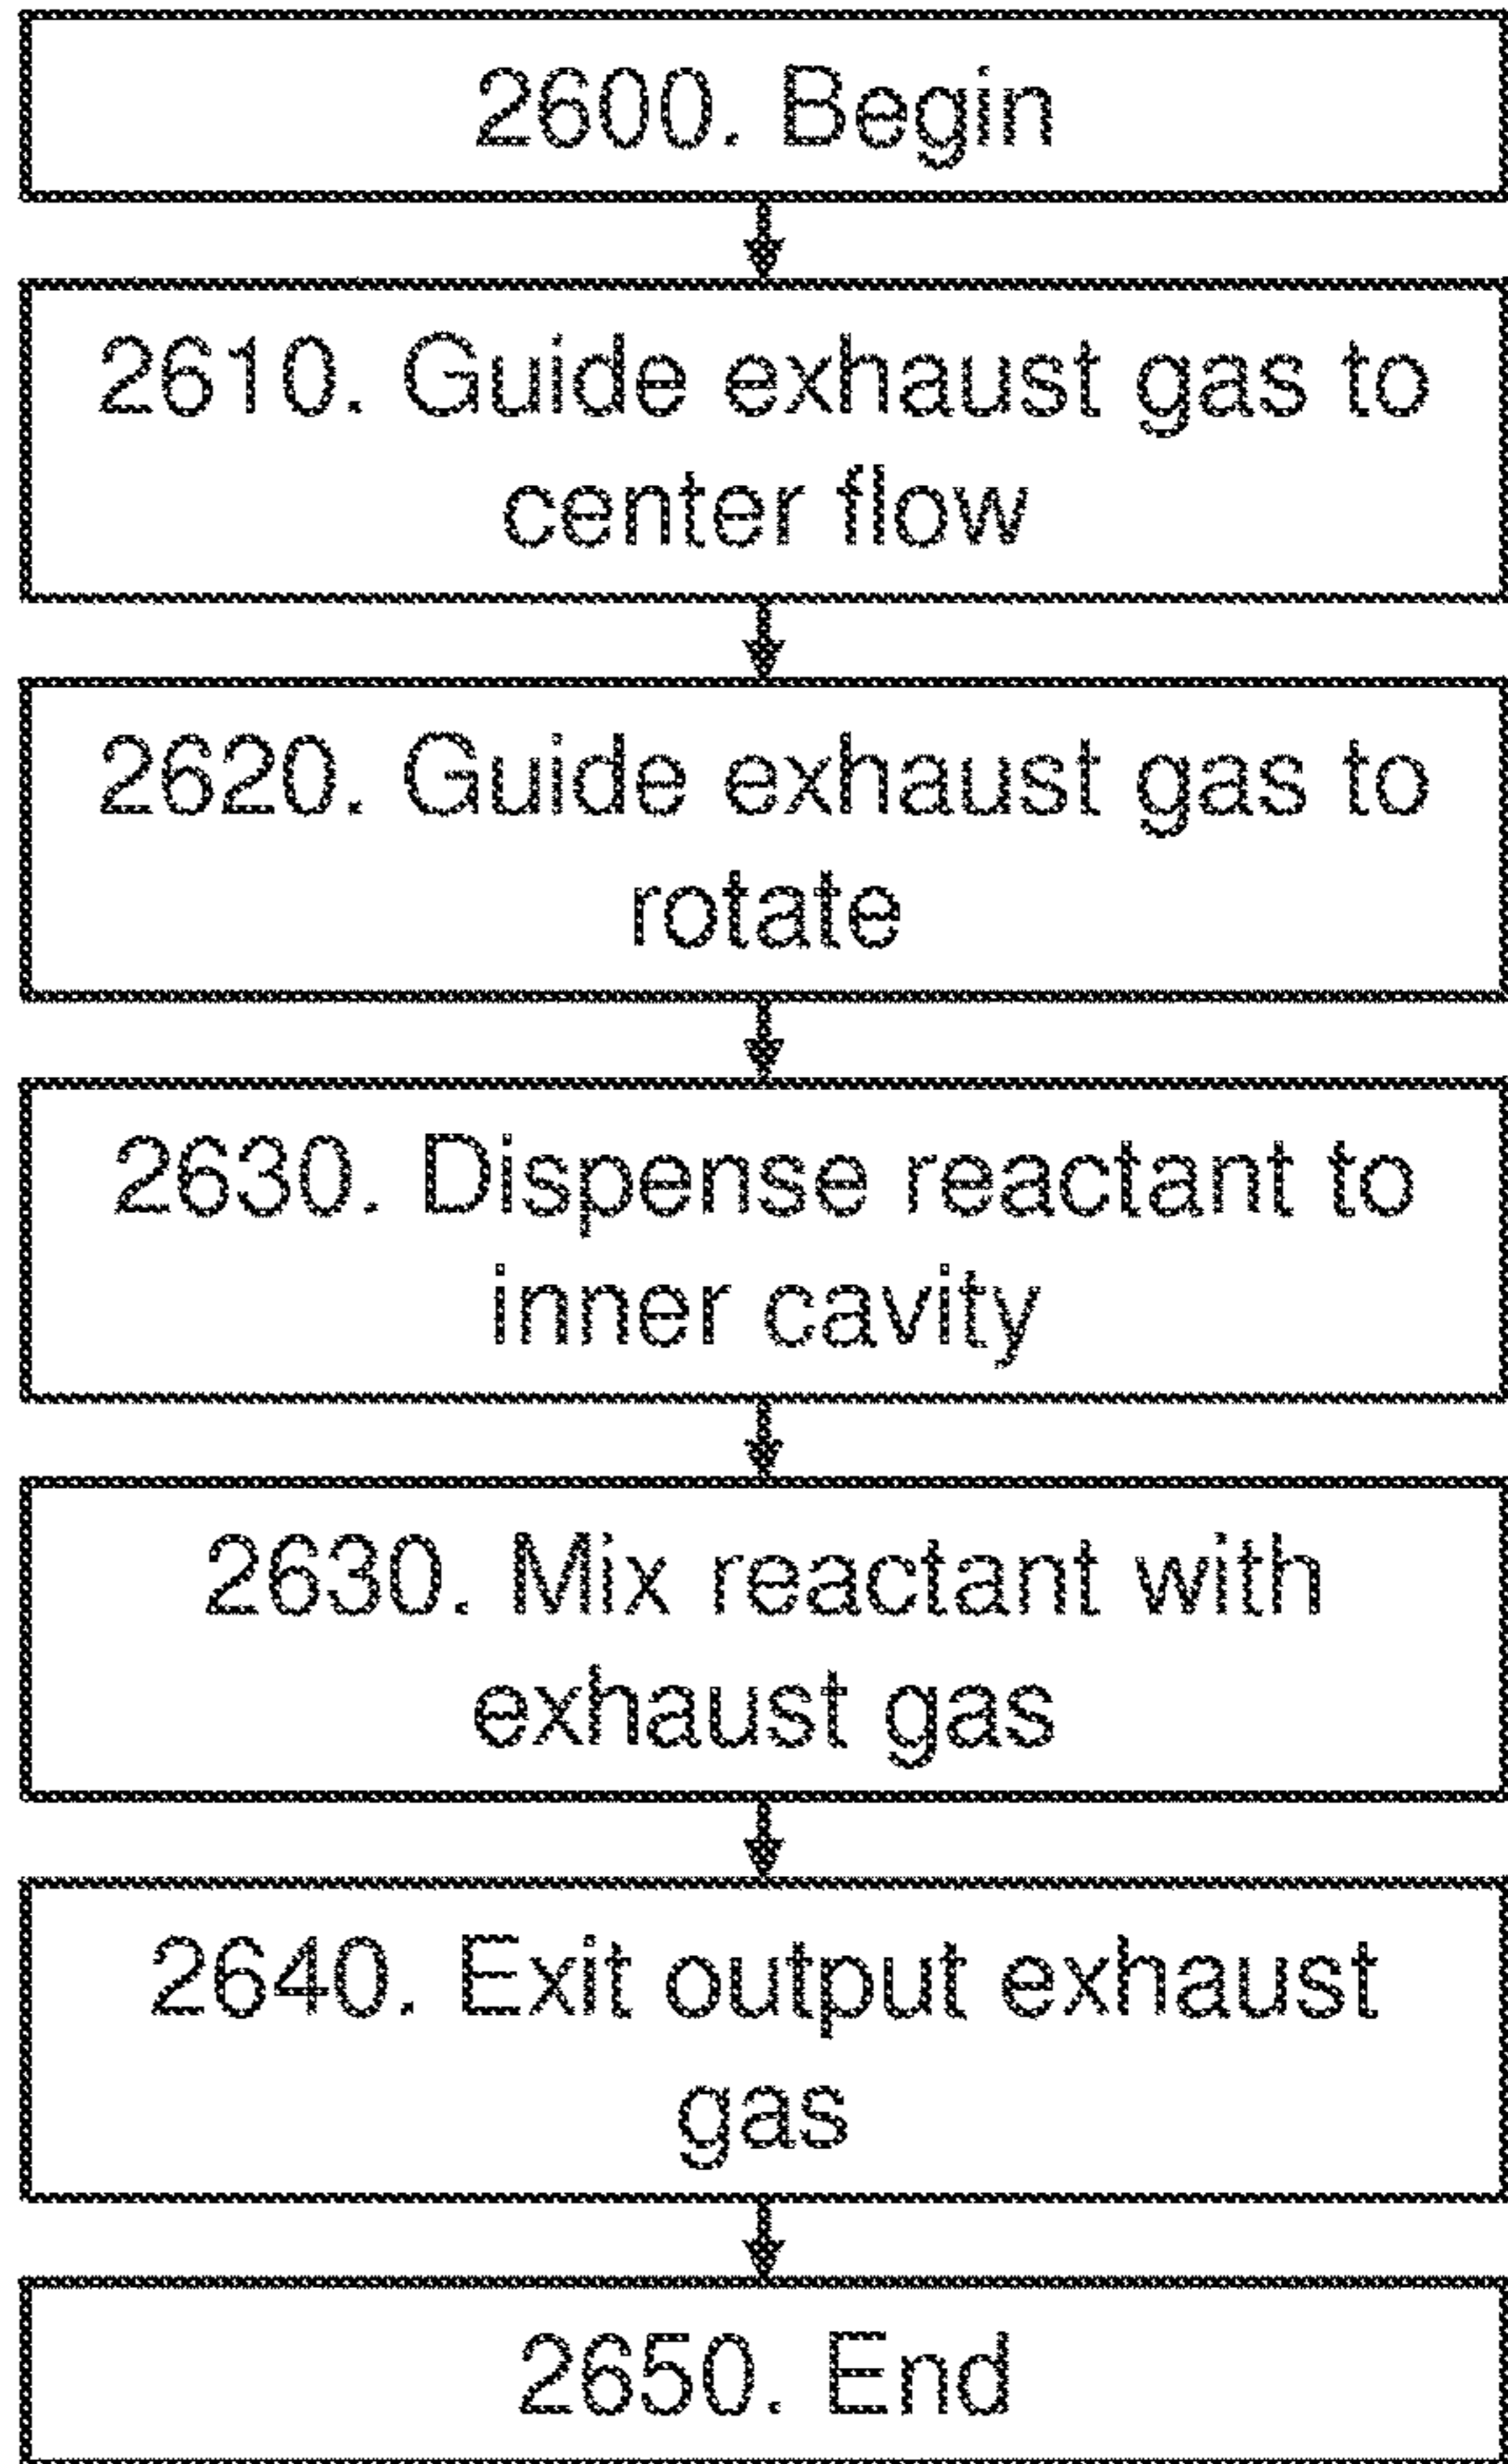 2600. Begin
2610. Guide exhaust gas to
center flow
2620. Guide exhaust gas to
rotate
2630. Dispense reactant to
inner cavity
2630. Mix reactant with
exhaust gas
2640. Exit output exhaust
gas
2650. End